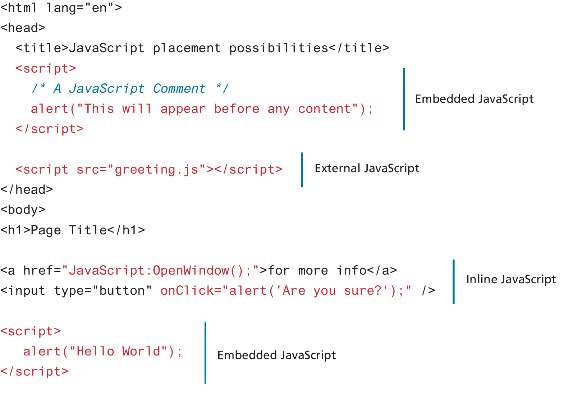 <html lang="en">
<head>
<title>JavaScript placement possibilities</title>
<script>
/* A JavaScript Comment */
alert("This will appear before any content");
</script>
Embedded JavaScript
<script src="greeting.js"></script>
External JavaScript
</head>
<body>
<h1>Page Title</h1>
<a href="JavaScript:OpenWindow();">for more info</a>
<input type="button" onClick="alert('Are you sure?');" />
Inline JavaScript
<script>
alert("Hello World");
</script>
Embedded JavaScript